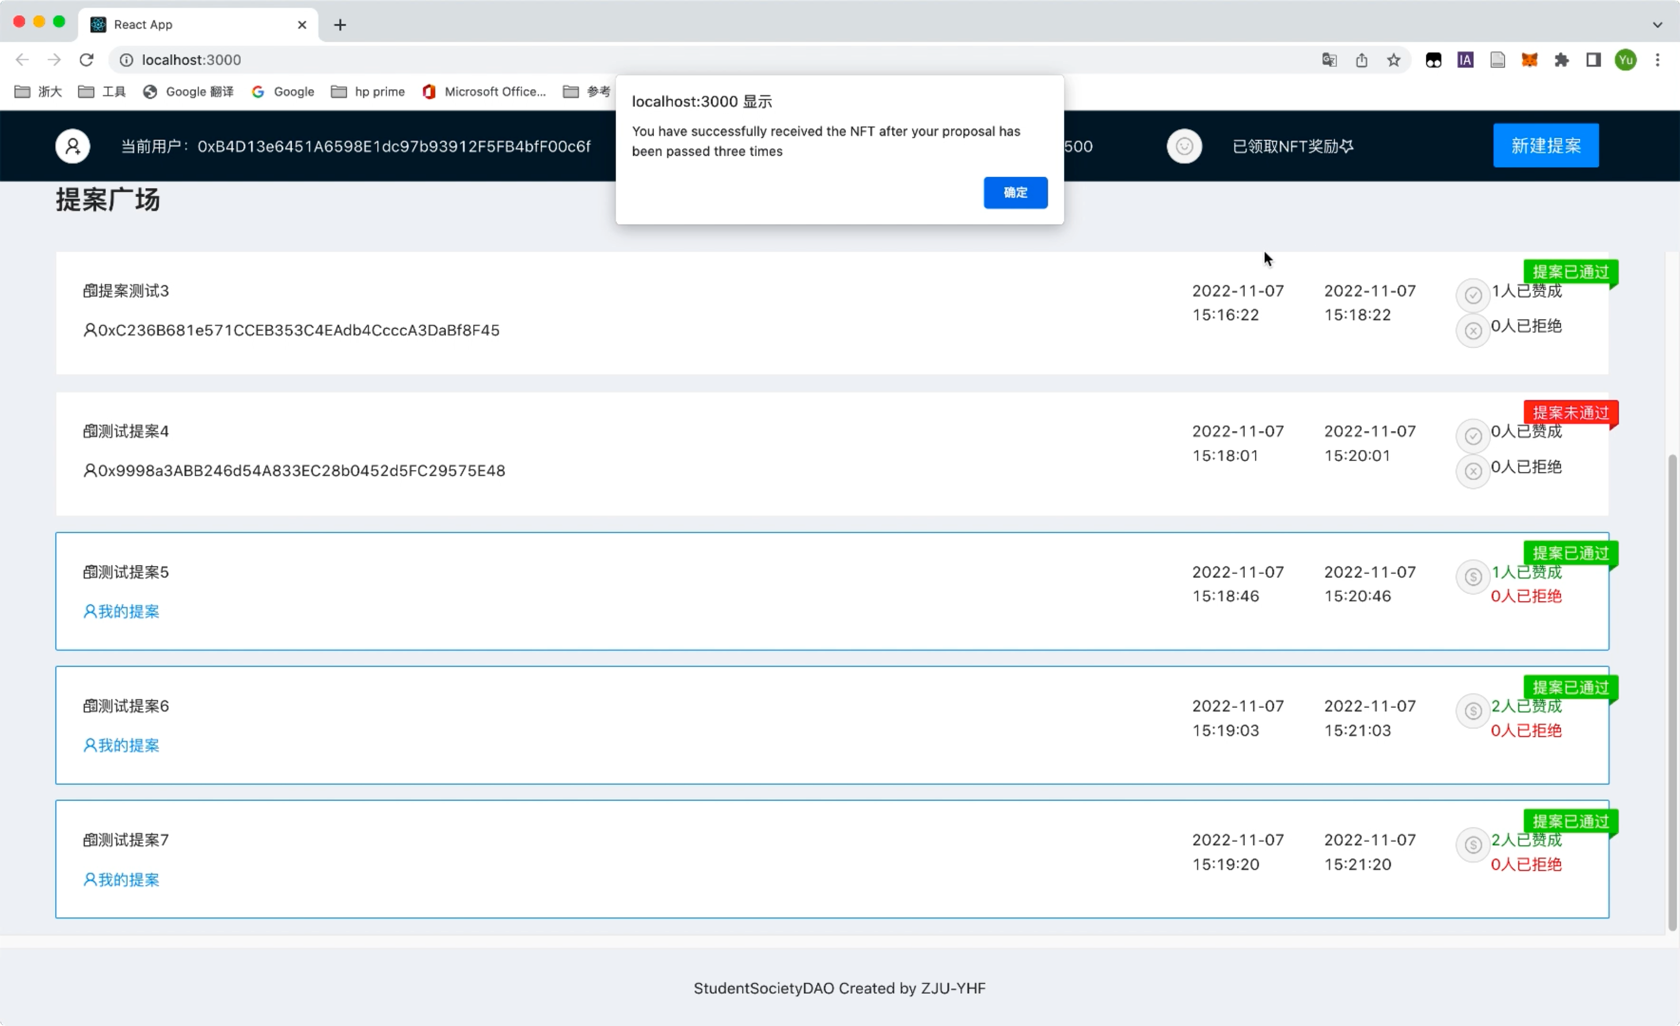 React App
localhost:3000
Yu
浙大
工具
Google 翻译
Google
hp prime
Microsoft Office...
参考
localhost:3000 显示
You have successfully received the NFT after your proposal has
been passed three times
确定
当前用户：0xB4D13e6451A6598E1dc97b93912F5FB4bfF00c6f
500
已领取NFT奖励
新建提案
提案广场
提案已通过
提案测试3
2022-11-07
15:16:22
2022-11-07
15:18:22
1人已赞成
0xC236B681e571CCEB353C4EAdb4CcccA3DaBf8F45
0人已拒绝
提案未通过
测试提案4
2022-11-07
15:18:01
2022-11-07
15:20:01
0人已赞成
0x9998a3ABB246d54A833EC28b0452d5FC29575E48
0人已拒绝
提案已通过
测试提案5
2022-11-07
15:18:46
2022-11-07
15:20:46
1人已赞成
0人已拒绝
我的提案
提案已通过
测试提案6
2022-11-07
15:19:03
2022-11-07
15:21:03
2人已赞成
0人已拒绝
我的提案
提案已通过
测试提案7
2022-11-07
15:19:20
2022-11-07
15:21:20
2人已赞成
0人已拒绝
我的提案
StudentSocietyDAO Created by ZJU-YHF